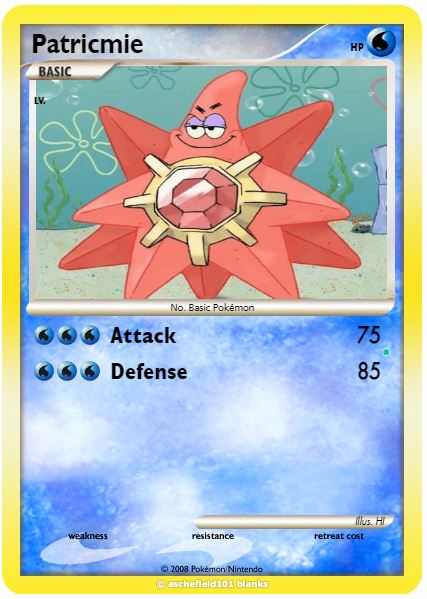 Patricmie
HP
BASIC
LV.
No. Basic Pokémon
Attack 75
Defense 85
Illus. HI
weakness resistance retreat cost
© 2008 Pokémon/Nintendo
© aschefield101 blanks